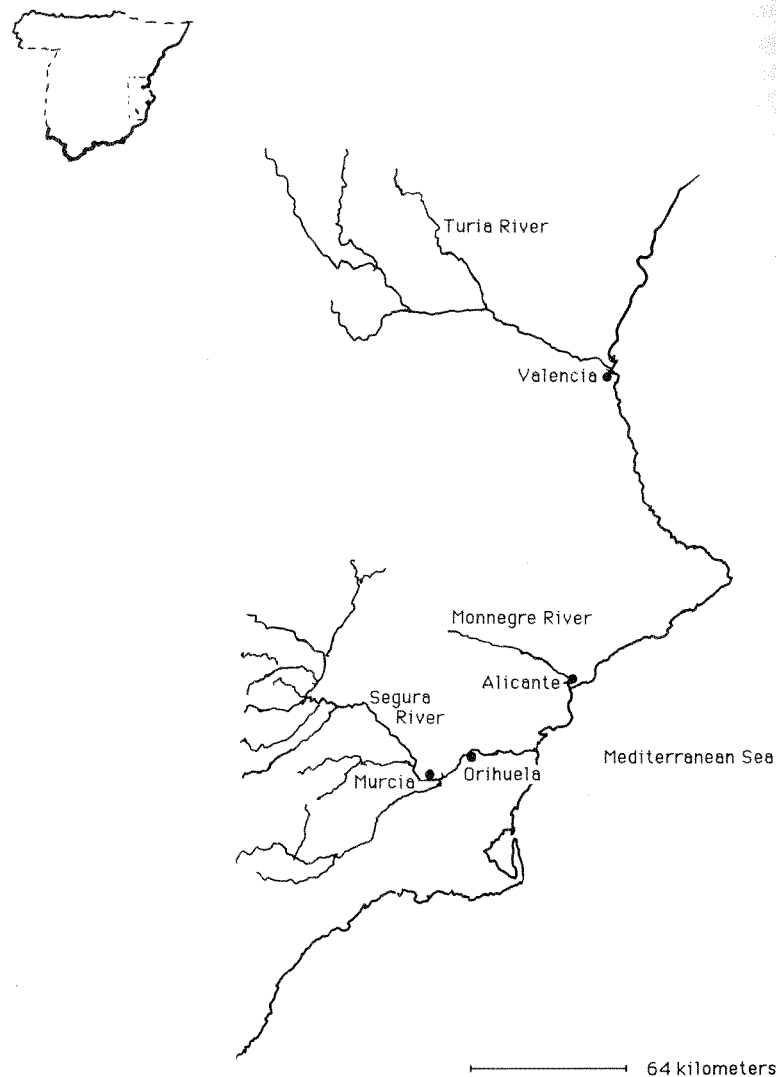 Turia River
Valencia
Monnegre River
Alicante
Segura
River
Mediterranean Sea
Murcia
Orihuela
64 kilometers